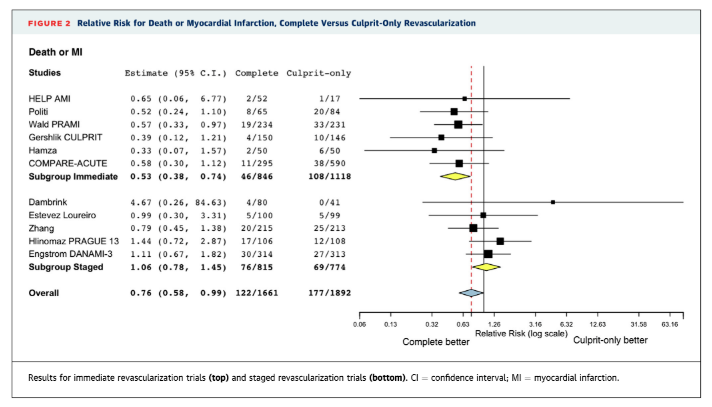 FIGURE 2 Relative Risk for Death or Myocardial Infarction, Complete Versus Culprit-Only Revascularization
Death or MI
Studies Estimate (95% C.I.) Complete Culprit-only
HELP AMI 0.65 (0.06, 6.77) 2/52 1/17
Politi 0.52 (0.24, 1.10) 8/65 20/84
Wald PRAMI 0.57 (0.33, 0.97) 19/234 33/231
Gershlik CULPRIT 0.39 (0.12, 1.21) 4/150 10/146
Hamza 0.33 (0.07, 1.57) 2/50 6/50
COMPARE-ACUTE 0.58 (0.30, 1.12) 11/295 38/590
Subgroup Immediate 0.53 (0.38, 0.74) 46/846 108/1118
Dambrink 4.67 (0.26, 84.63) 4/80 0/41
Estevez Loureiro 0.99 (0.30, 3.31) 5/100 5/99
Zhang 0.79 (0.45, 1.38) 20/215 25/213
Hlinomaz PRAGUE 13 1.44 (0.72, 2.87) 17/106 12/108
Engstrom DANAMI-3 1.11 (0.67, 1.82) 30/314 27/313
Subgroup Staged 1.06 (0.78, 1.45) 76/815 69/774
Overall 0.76 (0.58, 0.99) 122/1661 177/1892
0.06 0.13 0.32 0.63 1.26 3.16 6.32 12.63 31.58 63.16
Relative Risk (log scale)
Complete better Culprit-only better
Results for immediate revascularization trials (top) and staged revascularization trials (bottom). CI = confidence interval; MI = myocardial infarction.